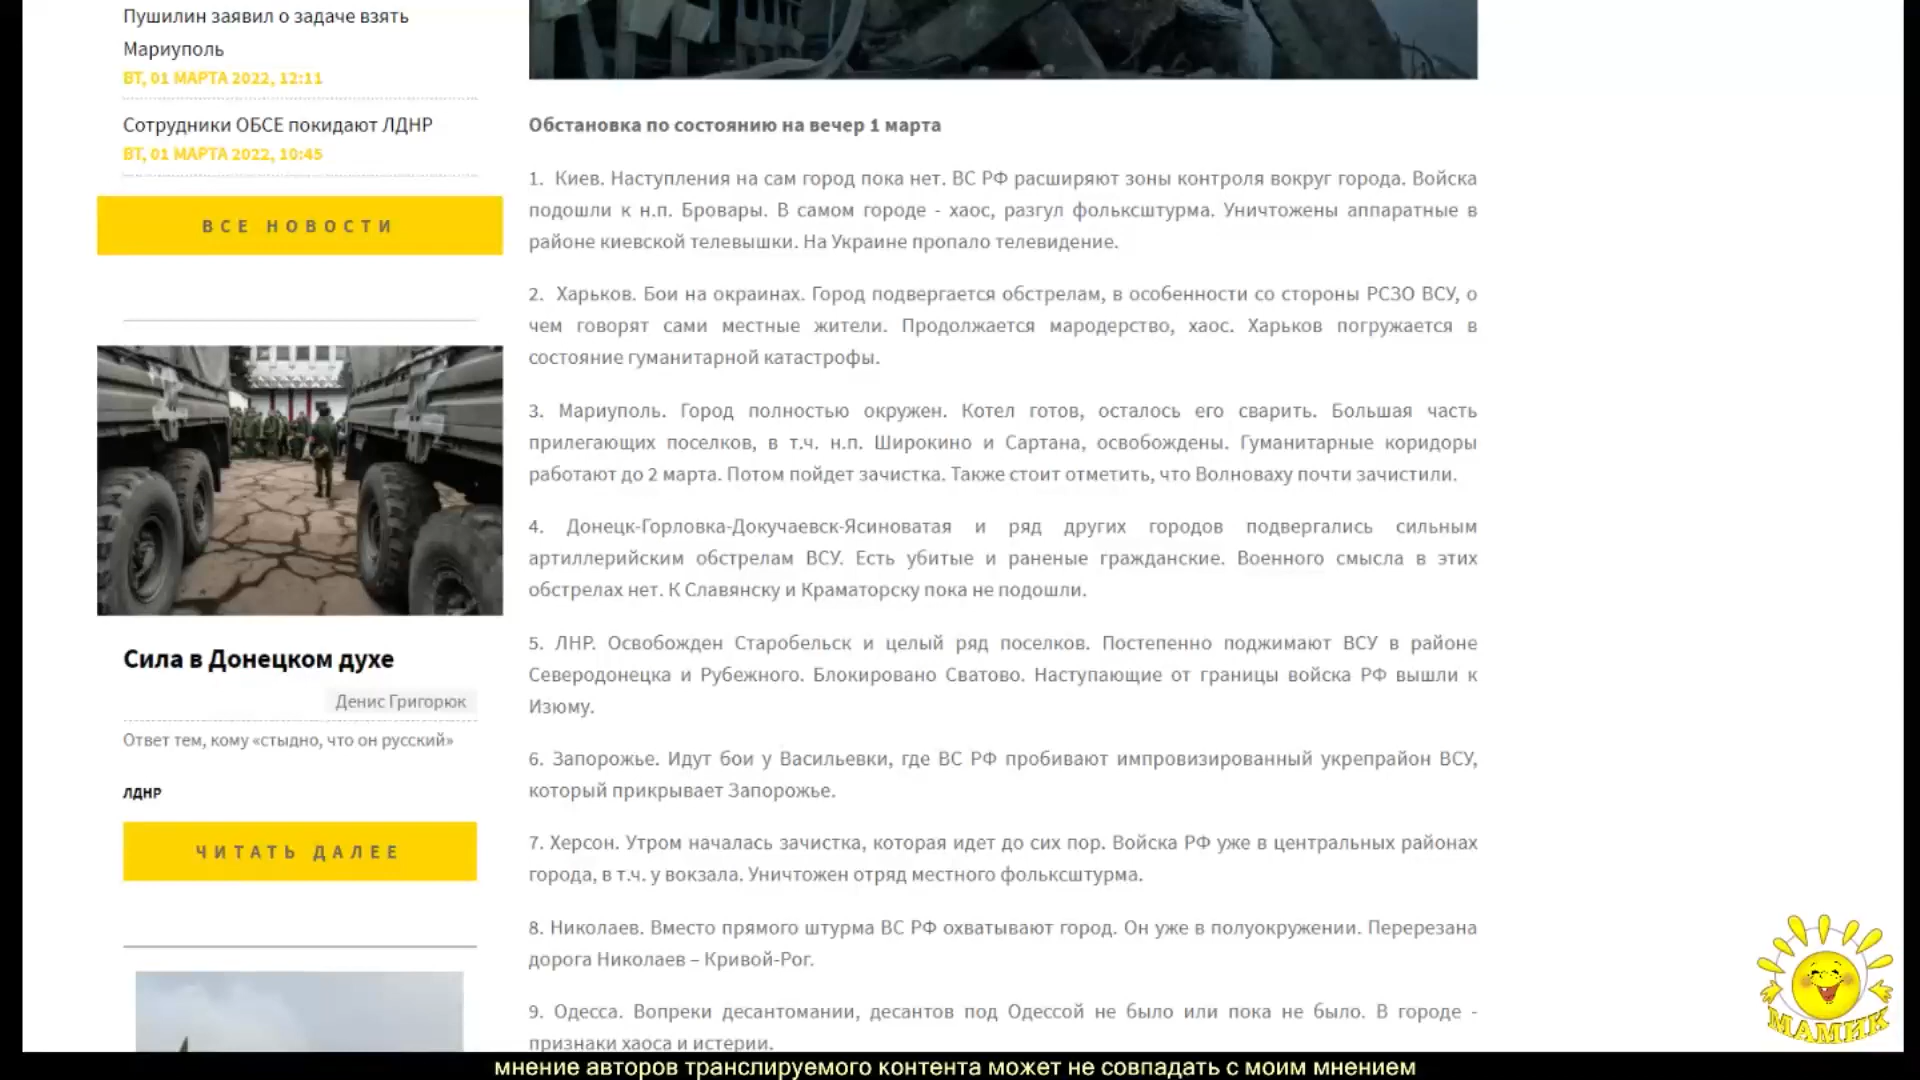 Пушилин заявил о задаче взять
Мариуполь
ВТ, 01 МАРТА 2022, 12:11
Сотрудники ОБСЕ покидают ЛДНР
ВТ, 01 МАРТА 2022, 10:45
ВСЕ НОВОСТИ
Сила в Донецком духе
Денис Григорюк
Ответ тем, кому «стыдно, что он русский»
ЛДНР
ЧИТАТЬ ДАЛЕЕ
Обстановка по состоянию на вечер 1 марта
1. Киев. Наступления на сам город пока нет. ВС РФ расширяют зоны контроля вокруг города. Войска
подошли к н.п. Бровары. В самом городе - хаос, разгул фольксштурма. Уничтожены аппаратные в
районе киевской телевышки. На Украине пропало телевидение.
2. Харьков. Бои на окраинах. Город подвергается обстрелам, в особенности со стороны РСЗО ВСУ, о
чем говорят сами местные жители. Продолжается мародерство, хаос. Харьков погружается в
состояние гуманитарной катастрофы.
3. Мариуполь. Город полностью окружен. Котел готов, осталось его сварить. Большая часть
прилегающих поселков, в т.ч. н.п. Широкино и Сартана, освобождены. Гуманитарные коридоры
работают до 2 марта. Потом пойдет зачистка. Также стоит отметить, что Волноваху почти зачистили.
4. Донецк-Горловка-Докучаевск-Ясиноватая и ряд других городов подвергались сильным
артиллерийским обстрелам ВСУ. Есть убитые и раненые гражданские. Военного смысла в этих
обстрелах нет. К Славянску и Краматорску пока не подошли.
5. ЛНР. Освобожден Старобельск и целый ряд поселков. Постепенно поджимают ВСУ в районе
Северодонецка и Рубежного. Блокировано Сватово. Наступающие от границы войска РФ вышли к
Изюму.
6. Запорожье. Идут бои у Васильевки, где ВС РФ пробивают импровизированный укрепрайон ВСУ,
который прикрывает Запорожье.
7. Херсон. Утром началась зачистка, которая идет до сих пор. Войска РФ уже в центральных районах
города, в т.ч. у вокзала. Уничтожен отряд местного фольксштурма.
8. Николаев. Вместо прямого штурма ВС РФ охватывают город. Он уже в полуокружении. Перерезана
дорога Николаев – Кривой-Рог.
9. Одесса. Вопреки десантомании, десантов под Одессой не было или пока не было. В городе -
признаки хаоса и истерии.
МАМИК
мнение авторов транслируемого контента может не совпадать с моим мнением